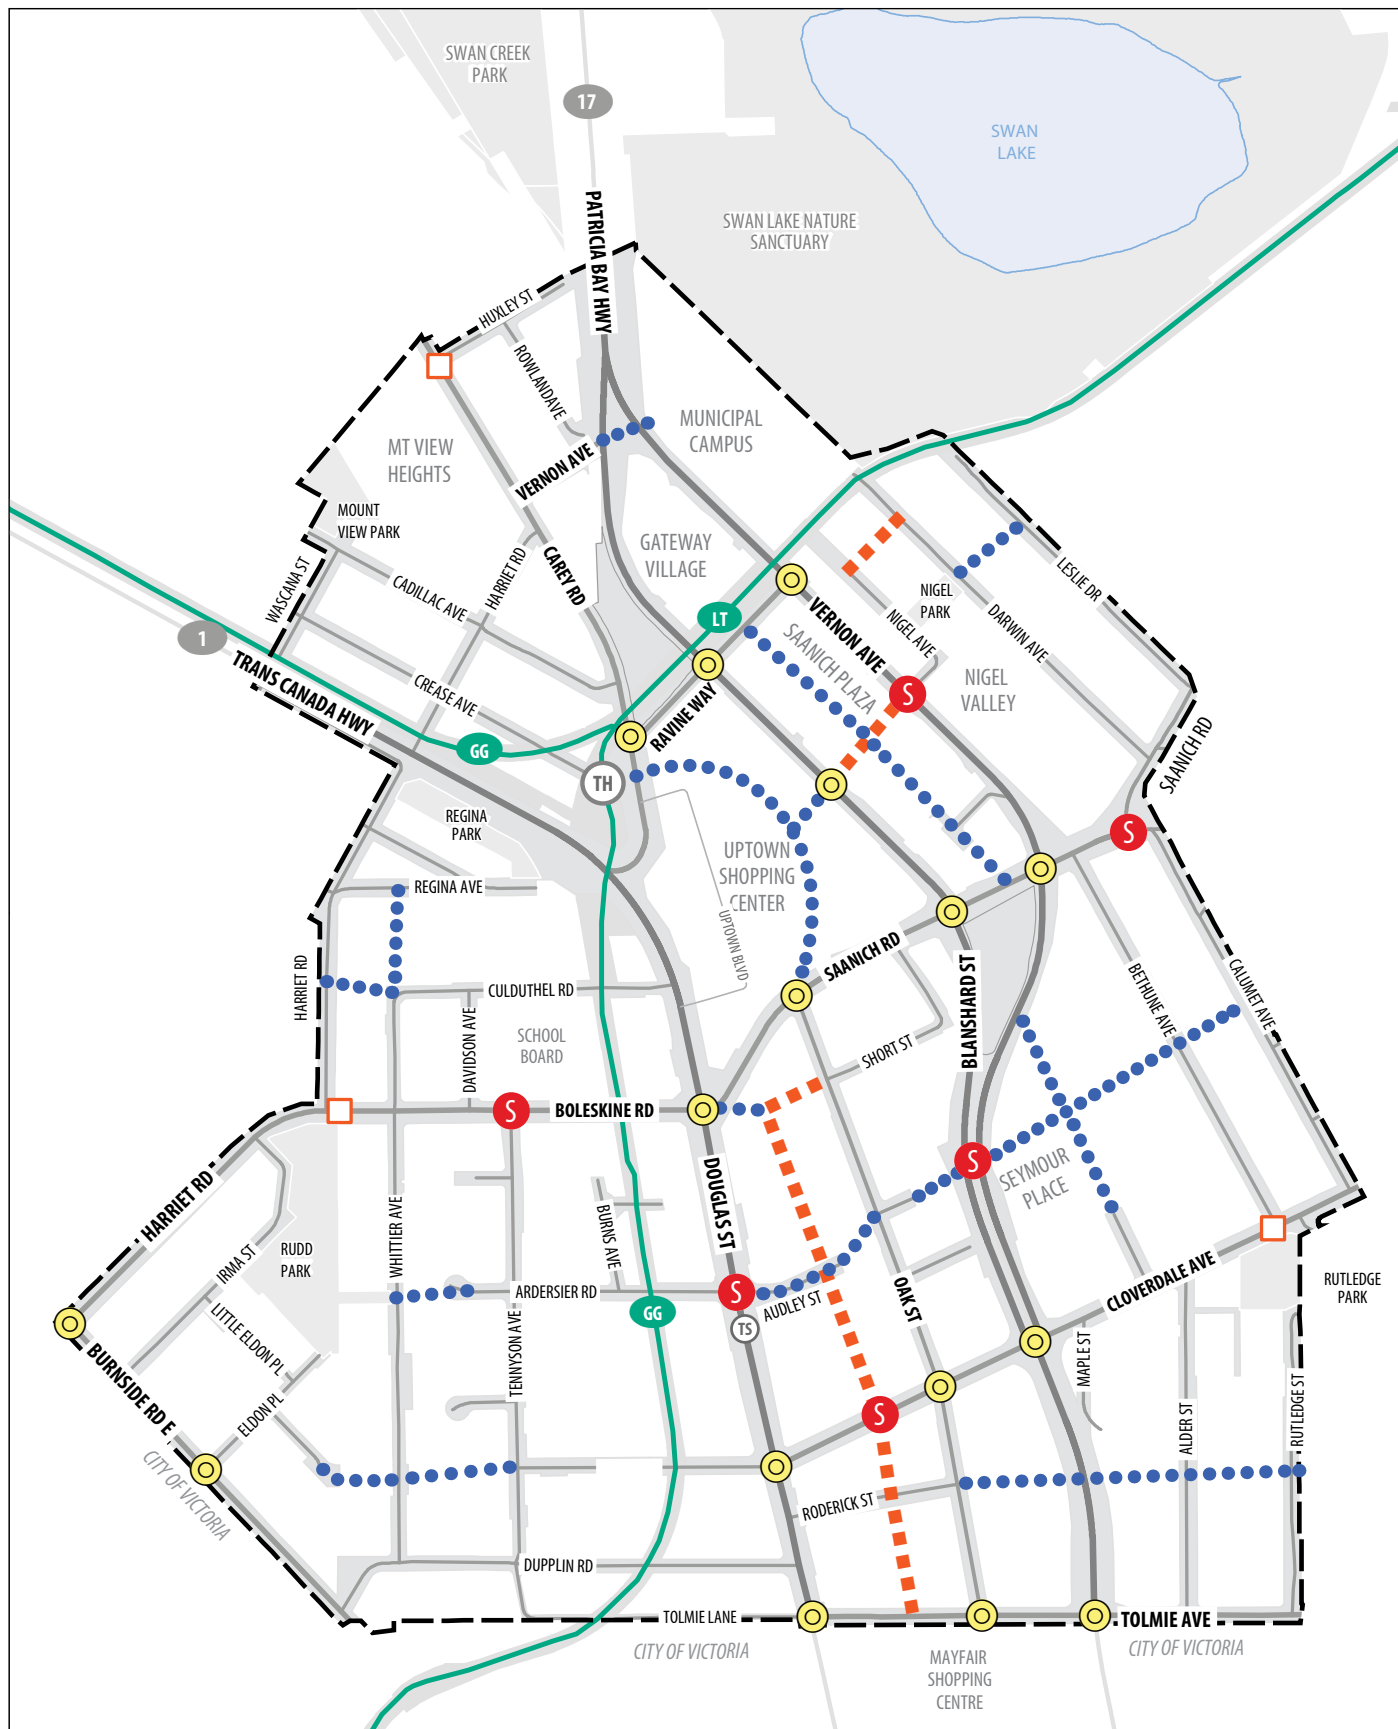 SWAN CREEK
PARK
17
SWAN
LAKE
SWAN LAKE NATURE
SANCTUARY
PATRICIA BAY HWY
HUXLEY ST
ROWLANDAVE
MUNICIPAL
CAMPUS
MT VIEW
HEIGHTS
VERNON AVE
MOUNT
VIEW PARK
GATEWAY
VILLAGE
CAREY RD
HARRIET RD
CADILLAC AVE
WASCANA ST
LESLIE DR
NIGEL
PARK
DARWIN AVE
NIGEL AVE
VERNON AVE
SAANICH PLAZA
LT
1
TRANS CANADA HWY
CREASE AVE
RAVINE WAY
S
NIGEL
VALLEY
SAANICH RD
GG
TH
REGINA
PARK
S
UPTOWN
SHOPPING
CENTER
REGINA AVE
UPTOWN BLVD
SAANICH RD
HARRIET RD
CULDUTHEL RD
DAVIDSON AVE
SCHOOL
BOARD
BLANSHARD ST
BETHUNE AVE
CALUMET AVE
SHORT ST
S
BOLESKINE RD
DOUGLAS ST
S
SEYMOUR
PLACE
HARRIET RD
WHITTIER AVE
BURNS AVE
IRMA ST
RUDD
PARK
ARDERSIER RD
S
AUDLEY ST
OAK ST
CLOVERDALE AVE
RUTLEDGE
PARK
GG
TS
LITTLE ELDON PL
TENNYSON AVE
MAPLE ST
BURNSIDE RD E
ELDON PL
S
ALDER ST
RUTLEDGE ST
CITY OF VICTORIA
RODERICK ST
DUPPLIN RD
TOLMIE LANE
TOLMIE AVE
CITY OF VICTORIA
CITY OF VICTORIA
MAYFAIR
SHOPPING
CENTRE